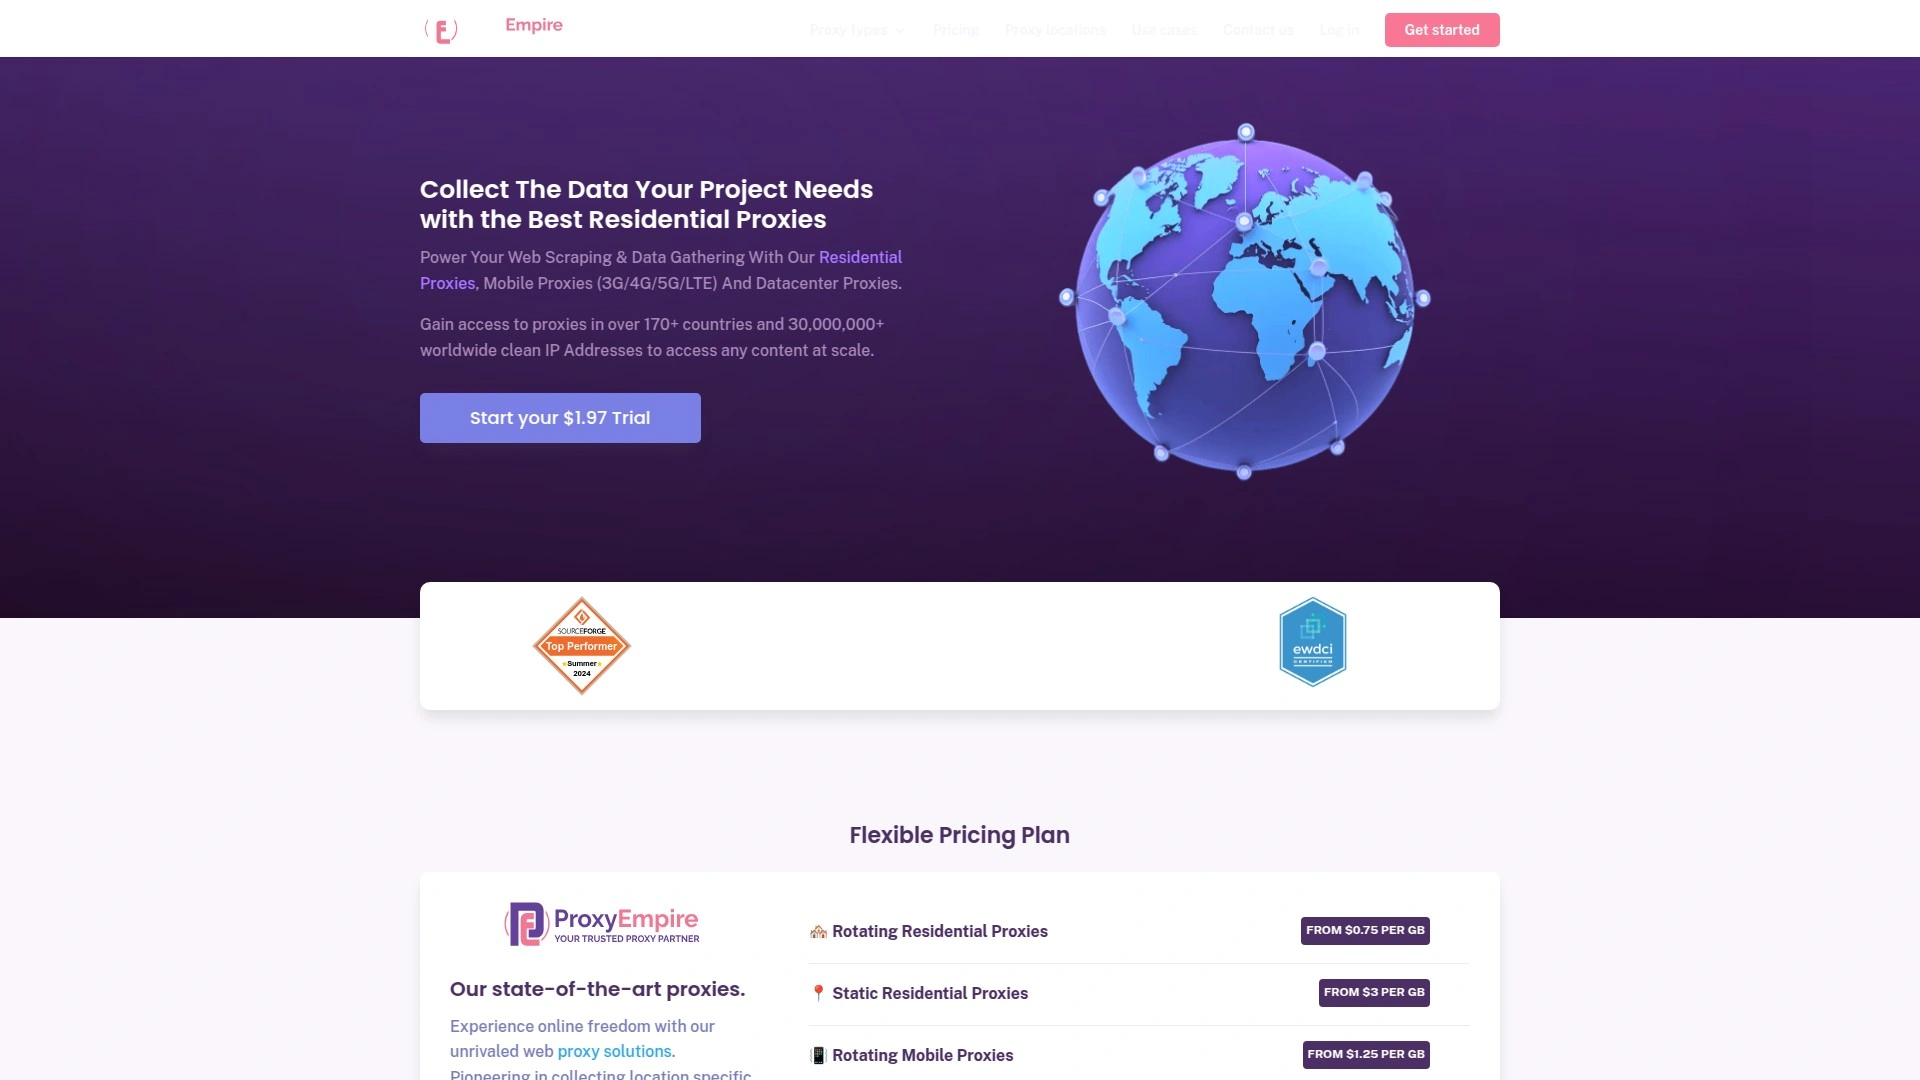 Empire
Proxy types
Pricing
Proxy locations
Use cases
Contact us
Log in
Get started
Collect The Data Your Project Needs
with the Best Residential Proxies
Power Your Web Scraping & Data Gathering With Our Residential
Proxies, Mobile Proxies (3G/4G/5G/LTE) And Datacenter Proxies.
Gain access to proxies in over 170+ countries and 30,000,000+
worldwide clean IP Addresses to access any content at scale.
Start your $1.97 Trial
SOURCEFORGE
Top Performer
Summer
2024
ewdci
CERTIFIED
Flexible Pricing Plan
ProxyEmpire
YOUR TRUSTED PROXY PARTNER
Our state-of-the-art proxies.
Experience online freedom with our
unrivaled web proxy solutions.
Pioneering in collecting location specific
Rotating Residential Proxies
FROM $0.75 PER GB
Static Residential Proxies
FROM $3 PER GB
Rotating Mobile Proxies
FROM $1.25 PER GB